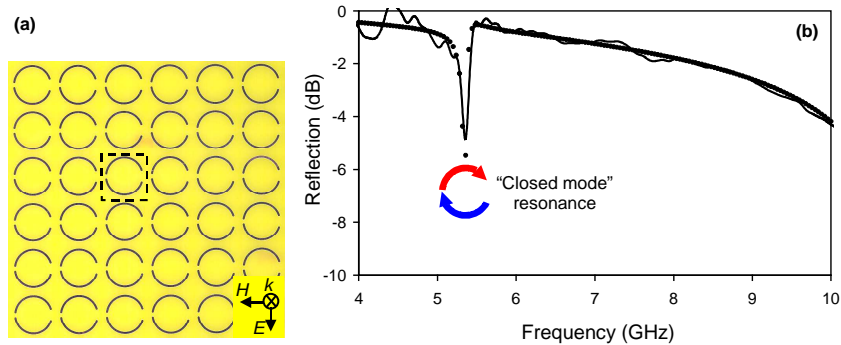 (a)
H
k
E
(b)
0
-2
-4
-6
-8
-10
Reflection (dB)
"Closed mode"
resonance
4
5
6
7
8
9
10
Frequency (GHz)